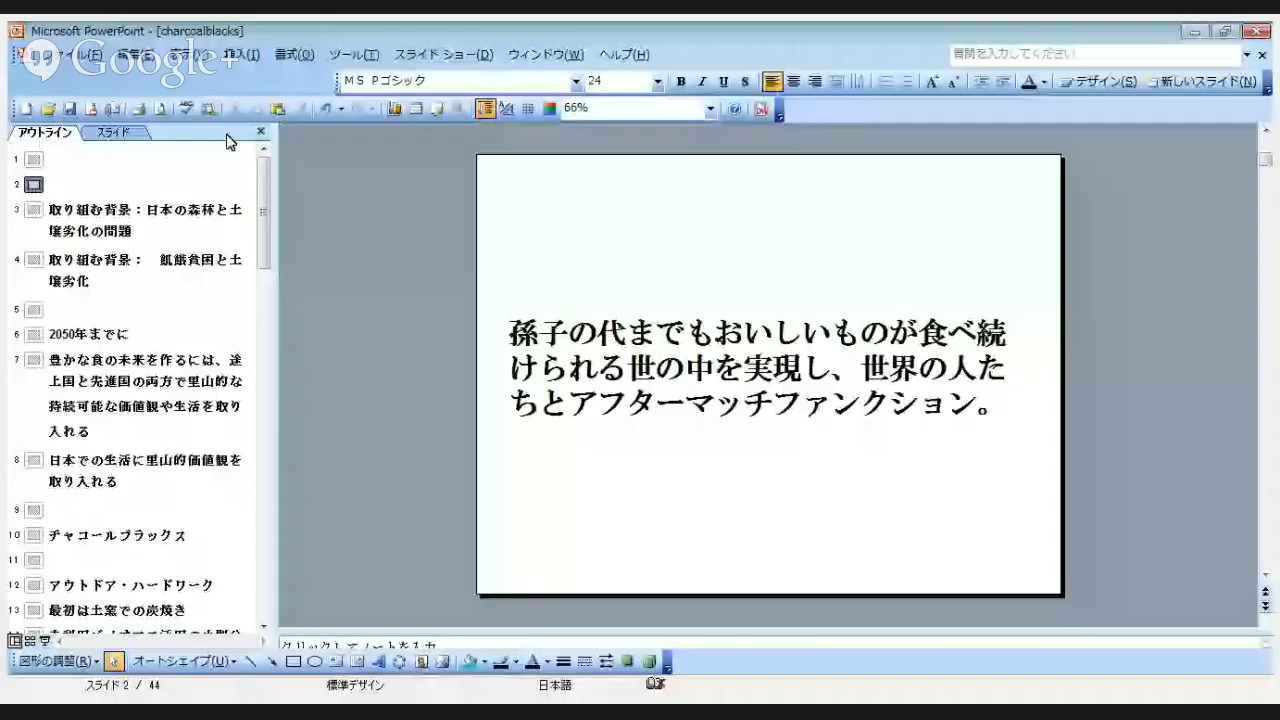 Microsoft PowerPoint - [charcoalblacks]
Google+
挿入(I) 書式(O) ツール(T) スライド ショー(D) ウィンドウ(W) ヘルプ(H)
質問を入力してください
MS Pゴシック
24
B I U S
デザイン(S) 新しいスライド(N)
66%
アウトライン スライド
1
2
3 取り組む背景：日本の森林と土
壌劣化の問題
4 取り組む背景： 飢餓貧国と土
壌劣化
5
6 2050年までに
7 豊かな食の未来を作るには、途
上国と先進国の両方で里山的な
持続可能な価値観や生活を取り
入れる
8 日本での生活に里山的価値観を
取り入れる
9
10 チャコールブラックス
11
12 アウトドア・ハードワーク
13 最初は土窯での炭焼き
孫子の代までもおいしいものが食べ続
けられる世の中を実現し、世界の人た
ちとアフターマッチファンクション。
クリックしてノートを入力
図形の調整(R) オートシェイプ(U)
スライド 2 / 44
標準デザイン
日本語